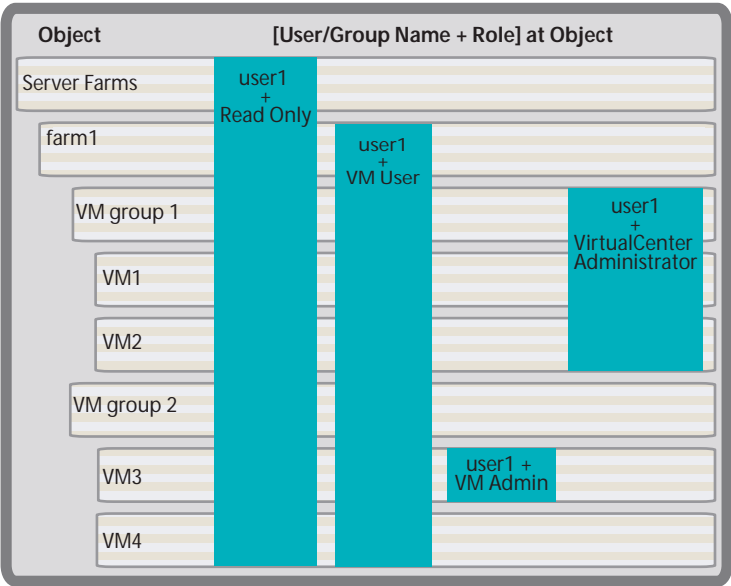 Object
[User/Group Name + Role] at Object
Server Farms
user1
+
Read Only
farm1
user1
+
VM User
VM group 1
user1
+
VirtualCenter
Administrator
VM1
VM2
VM group 2
VM3
user1 +
VM Admin
VM4